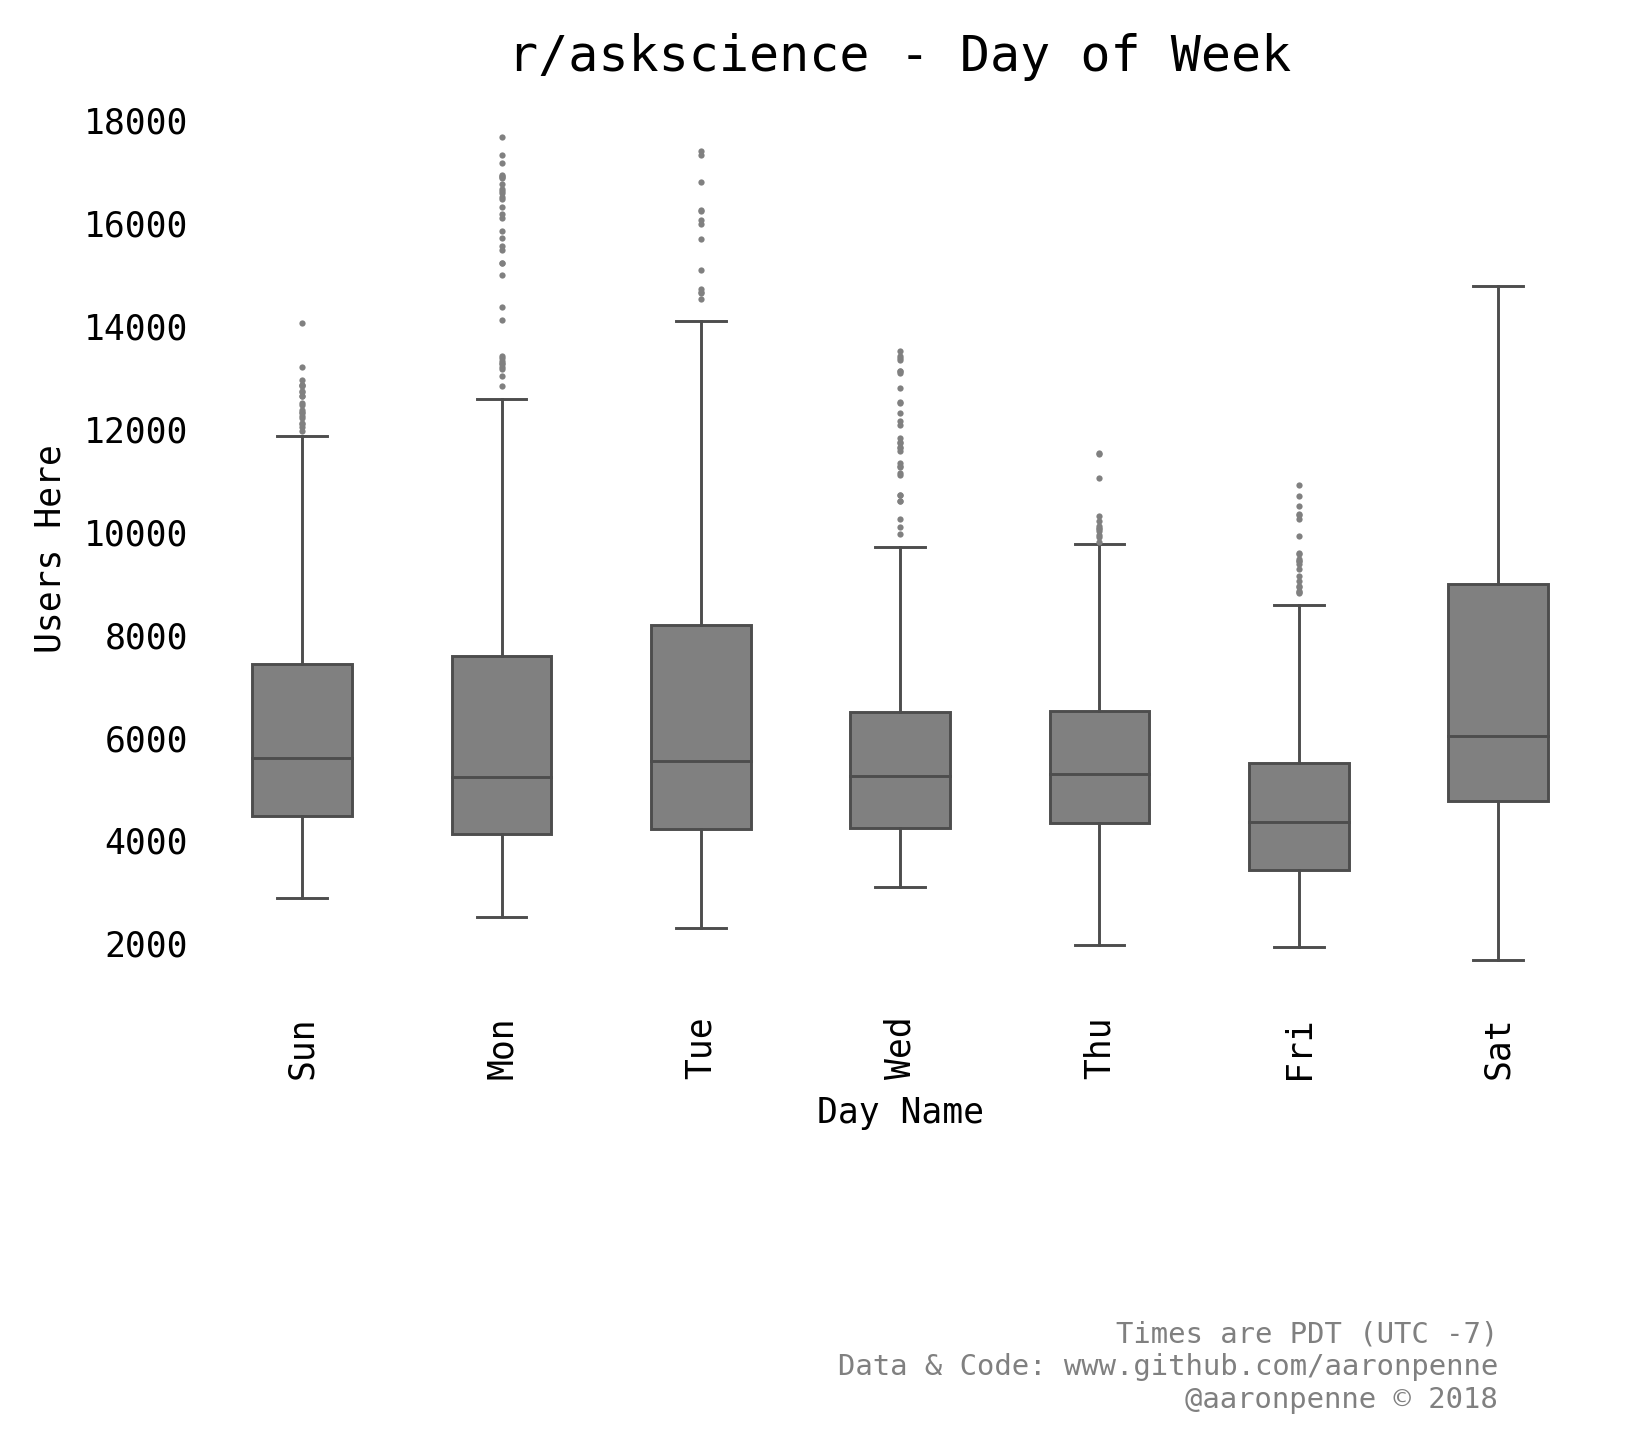 r/askscience - Day of Week
18000
16000
14000
12000
10000
8000
6000
4000
2000
Users Here
Sun
Mon
Tue
Wed
Thu
Fri
Sat
Day Name
Times are PDT (UTC -7)
Data & Code: www.github.com/aaronpenne
@aaronpenne © 2018